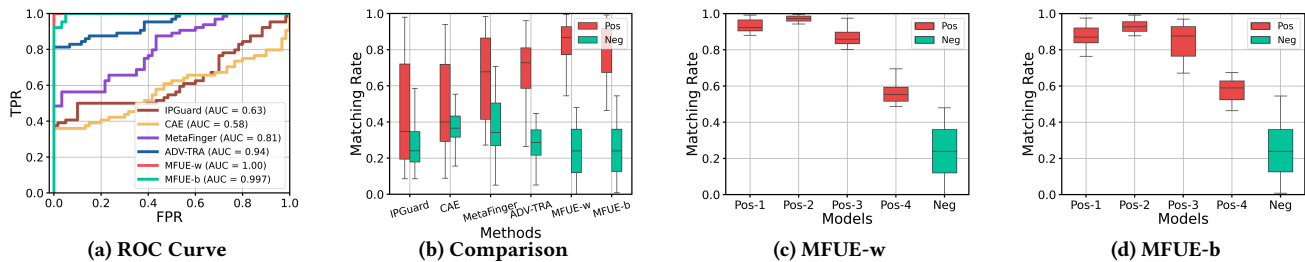 1.0
0.8
0.6
0.4
0.2
0.0
TPR
0.0 0.2 0.4 0.6 0.8 1.0
FPR
IPGuard (AUC = 0.63)
CAE (AUC = 0.58)
MetaFinger (AUC = 0.81)
ADV-TRA (AUC = 0.94)
MFUE-w (AUC = 1.00)
MFUE-b (AUC = 0.997)
(a) ROC Curve
1.0
0.8
0.6
0.4
0.2
0.0
Matching Rate
Pos
Neg
IPGuard CAE MetaFinger ADV-TRA MFUE-w MFUE-b
Methods
(b) Comparison
1.0
0.8
0.6
0.4
0.2
0.0
Matching Rate
Pos
Neg
Pos-1 Pos-2 Pos-3 Pos-4 Neg
Models
(c) MFUE-w
1.0
0.8
0.6
0.4
0.2
0.0
Matching Rate
Pos
Neg
Pos-1 Pos-2 Pos-3 Pos-4 Neg
Models
(d) MFUE-b